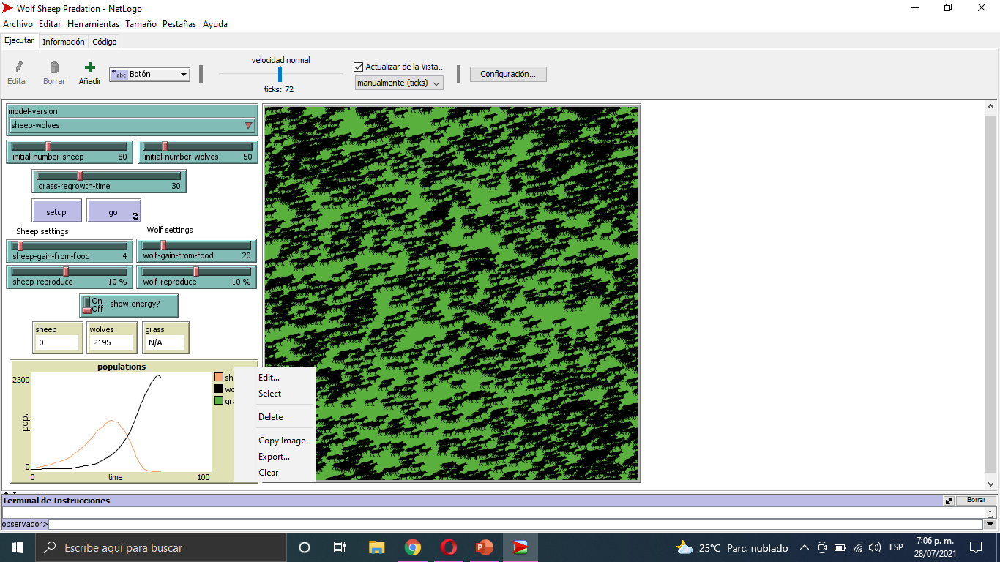 Wolf Sheep Predation - NetLogo
Archivo Editar Herramientas Tamaño Pestañas Ayuda
Ejecutar Información Código
Editar Borrar Añadir
abc Botón
velocidad normal
ticks: 72
Actualizar de la Vista...
manualmente (ticks)
Configuración...
model-version
sheep-wolves
initial-number-sheep 80
initial-number-wolves 50
grass-regrowth-time 30
setup
go
Sheep settings
Wolf settings
sheep-gain-from-food 4
wolf-gain-from-food 20
sheep-reproduce 10 %
wolf-reproduce 10 %
On
Off
show-energy?
sheep
0
wolves
2195
grass
N/A
populations
2300
pop.
0
0
time
100
sh
wo
gr
Edit...
Select
Delete
Copy Image
Export...
Clear
Terminal de Instrucciones
Borrar
observador>
Escribe aquí para buscar
25°C Parc. nublado
ESP
7:06 p. m.
28/07/2021